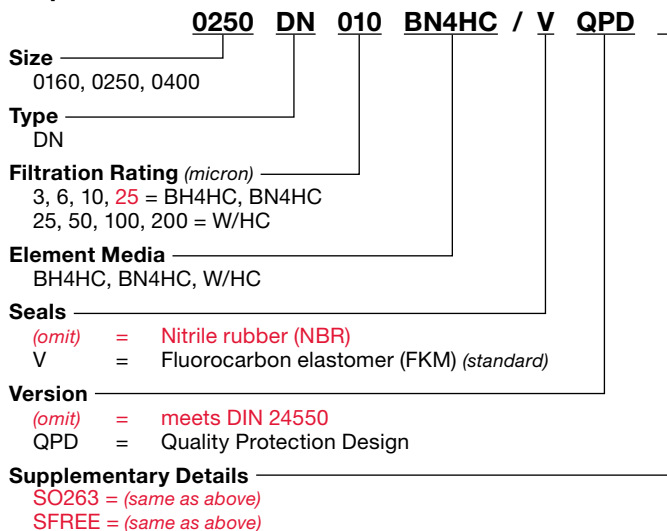 0250 DN 010 BN4HC / V QPD
Size
0160, 0250, 0400
Type
DN
Filtration Rating (micron)
3, 6, 10, 25 = BH4HC, BN4HC
25, 50, 100, 200 = W/HC
Element Media
BH4HC, BN4HC, W/HC
Seals
(omit) = Nitrile rubber (NBR)
V = Fluorocarbon elastomer (FKM) (standard)
Version
(omit) = meets DIN 24550
QPD = Quality Protection Design
Supplementary Details
SO263 = (same as above)
SFREE = (same as above)